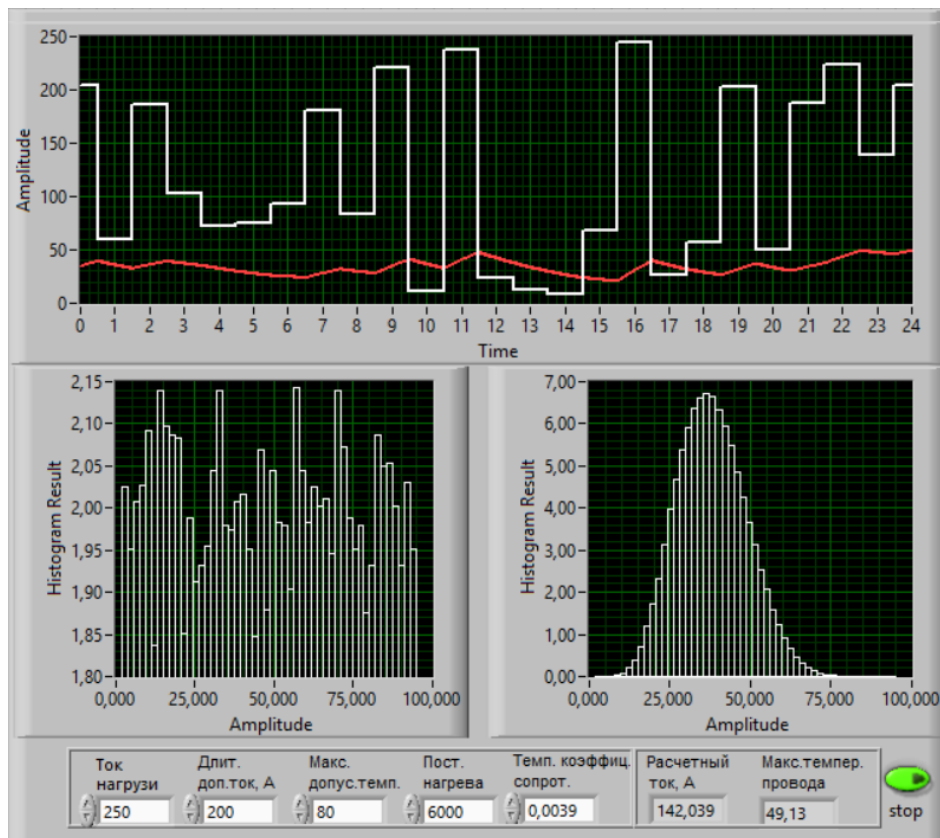 Amplitude
250
200
150
100
50
0
0 1 2 3 4 5 6 7 8 9 10 11 12 13 14 15 16 17 18 19 20 21 22 23 24
Time
Histogram Result
2,15
2,10
2,05
2,00
1,95
1,90
1,85
1,80
0,000 25,000 50,000 75,000 100,000
Amplitude
Histogram Result
7,00
6,00
5,00
4,00
3,00
2,00
1,00
0,00
0,000 25,000 50,000 75,000 100,000
Amplitude
Ток
нагрузи
250
Длит.
доп.ток, А
200
Макс.
допус.темп.
80
Пост.
нагрева
6000
Темп. коэффиц.
сопрот.
0,0039
Расчетный
ток, А
142,039
Макс.темпер.
провода
49,13
stop